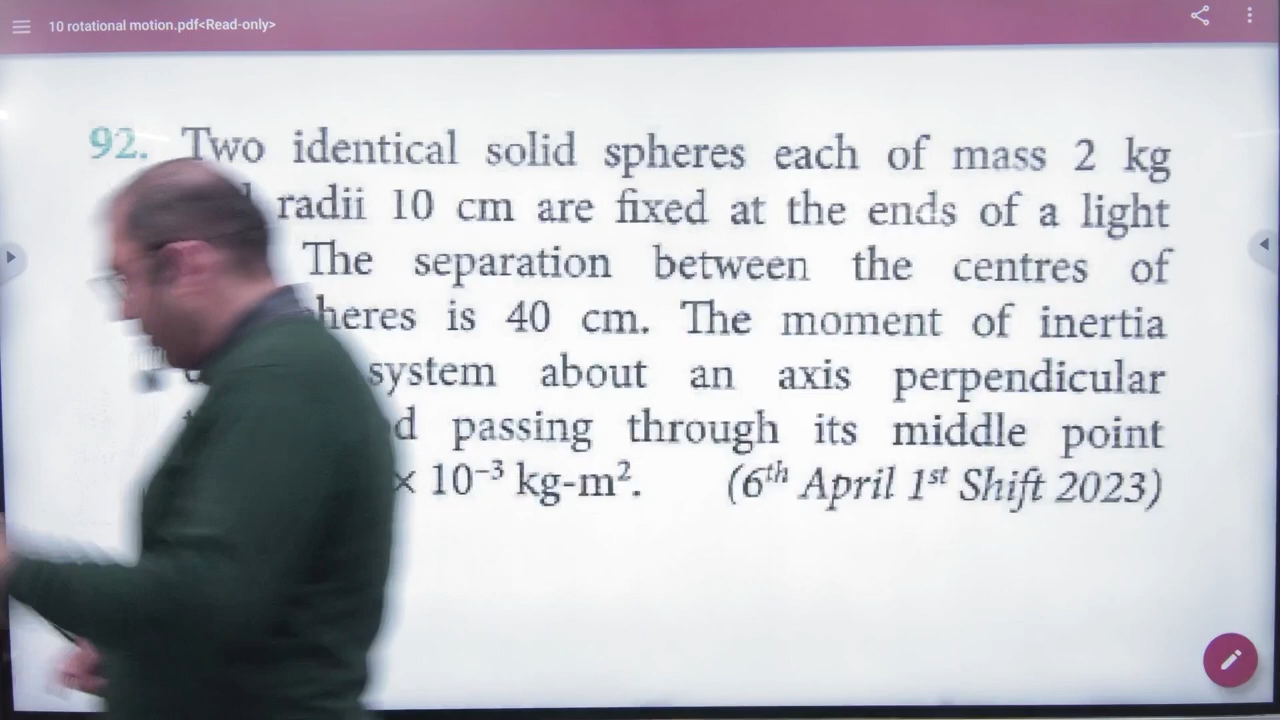 10 rotational motion.pdf<Read-only>
92. Two identical solid spheres each of mass 2 kg
radii 10 cm are fixed at the ends of a light
The separation between the centres of
heres is 40 cm. The moment of inertia
system about an axis perpendicular
d passing through its middle point
× 10⁻³ kg-m². (6th April 1st Shift 2023)